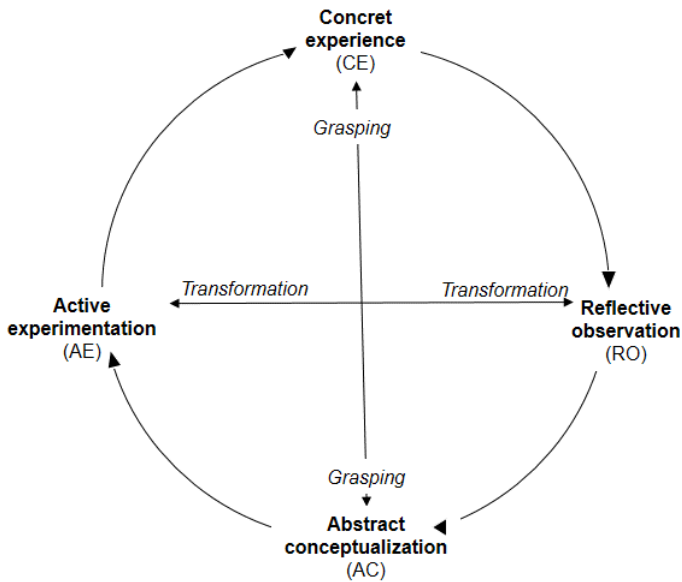 Concret
experience
(CE)
Grasping
Transformation
Transformation
Active
experimentation
(AE)
Reflective
observation
(RO)
Grasping
Abstract
conceptualization
(AC)